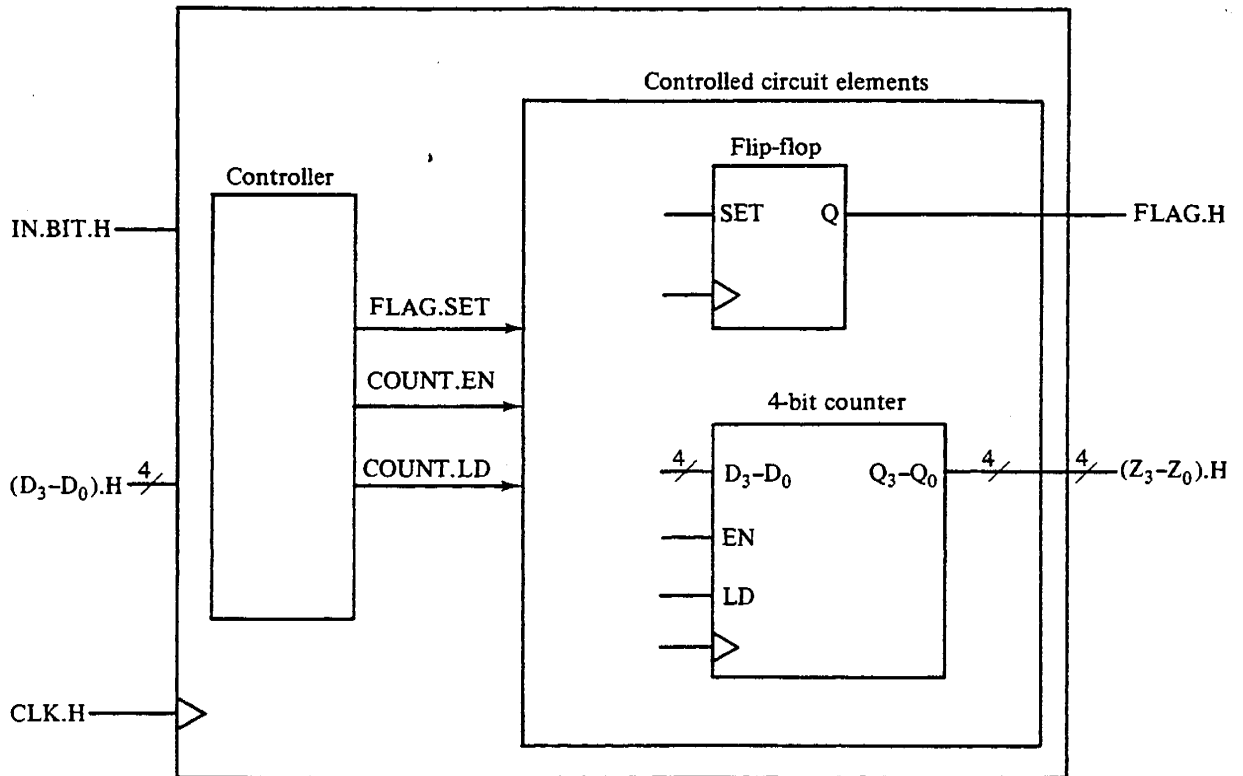 Controlled circuit elements
Flip-flop
Controller
IN.BIT.H
SET
Q
FLAG.H
FLAG.SET
COUNT.EN
4-bit counter
COUNT.LD
4
(D₃–D₀).H
4
D₃–D₀
Q₃–Q₀
4
4
(Z₃–Z₀).H
EN
LD
CLK.H